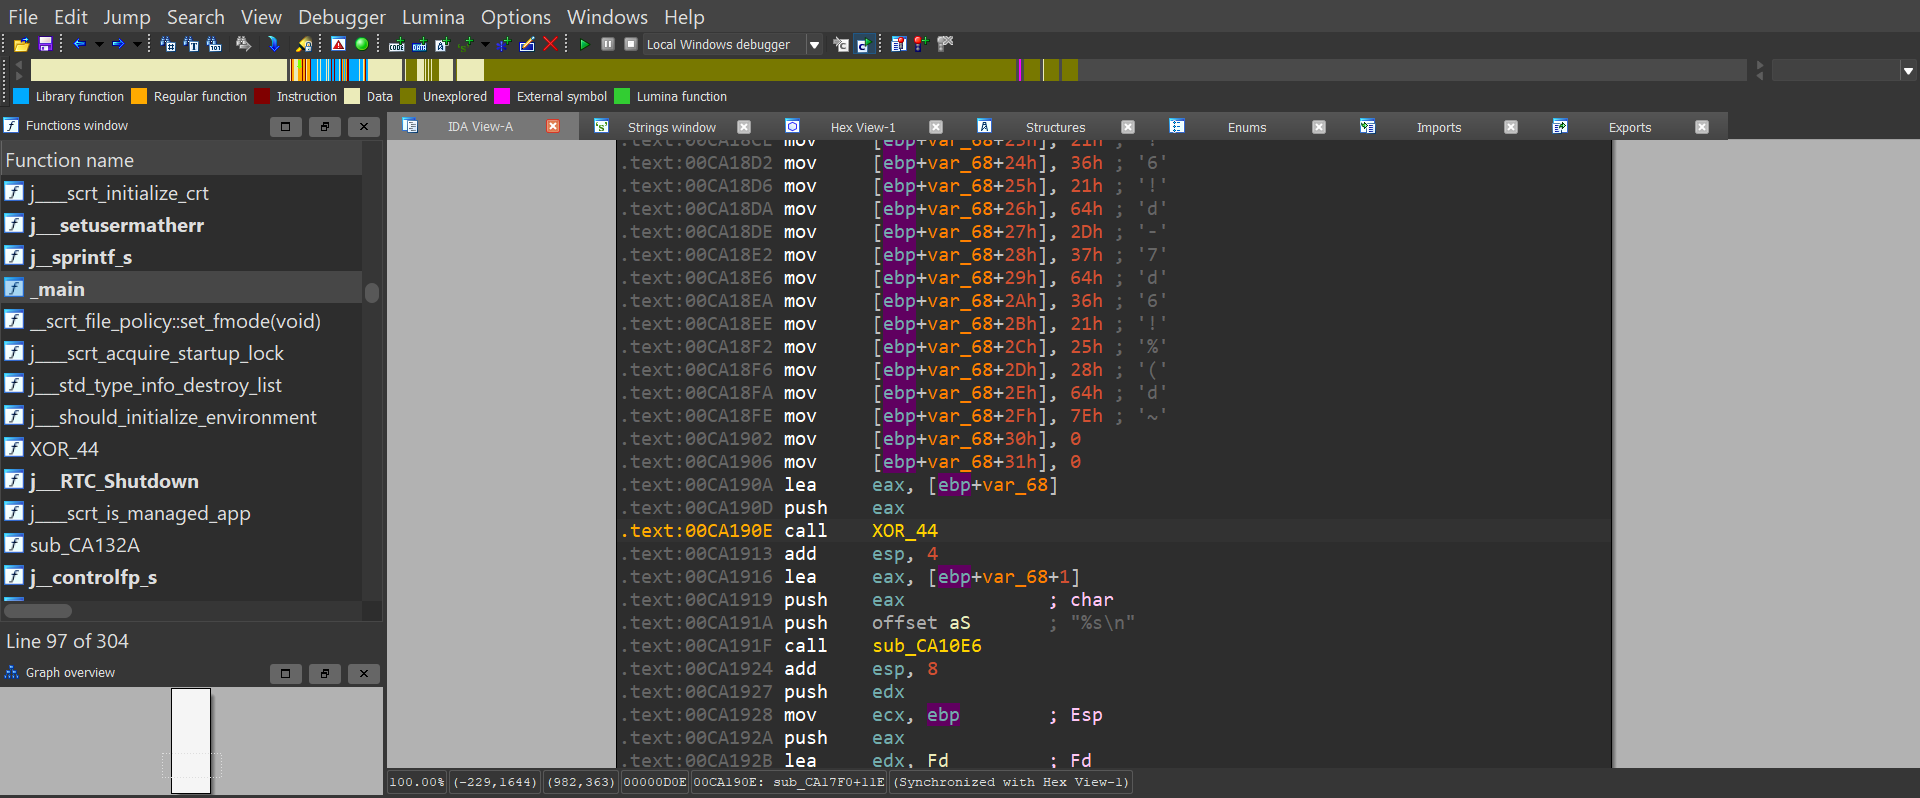 File Edit Jump Search View Debugger Lumina Options Windows Help
Local Windows debugger
Library function Regular function Instruction Data Unexplored External symbol Lumina function
Functions window
IDA View-A Strings window Hex View-1 Structures Enums Imports Exports
Function name
j____scrt_initialize_crt
j___setusermatherr
j__sprintf_s
_main
__scrt_file_policy::set_fmode(void)
j____scrt_acquire_startup_lock
j___std_type_info_destroy_list
j___should_initialize_environment
XOR_44
j___RTC_Shutdown
j____scrt_is_managed_app
sub_CA132A
j__controlfp_s
Line 97 of 304
Graph overview
.text:00CA18CE mov [ebp+var_68+23h], 21h ; '!'
.text:00CA18D2 mov [ebp+var_68+24h], 36h ; '6'
.text:00CA18D6 mov [ebp+var_68+25h], 21h ; '!'
.text:00CA18DA mov [ebp+var_68+26h], 64h ; 'd'
.text:00CA18DE mov [ebp+var_68+27h], 2Dh ; '-'
.text:00CA18E2 mov [ebp+var_68+28h], 37h ; '7'
.text:00CA18E6 mov [ebp+var_68+29h], 64h ; 'd'
.text:00CA18EA mov [ebp+var_68+2Ah], 36h ; '6'
.text:00CA18EE mov [ebp+var_68+2Bh], 21h ; '!'
.text:00CA18F2 mov [ebp+var_68+2Ch], 25h ; '%'
.text:00CA18F6 mov [ebp+var_68+2Dh], 28h ; '('
.text:00CA18FA mov [ebp+var_68+2Eh], 64h ; 'd'
.text:00CA18FE mov [ebp+var_68+2Fh], 7Eh ; '~'
.text:00CA1902 mov [ebp+var_68+30h], 0
.text:00CA1906 mov [ebp+var_68+31h], 0
.text:00CA190A lea eax, [ebp+var_68]
.text:00CA190D push eax
.text:00CA190E call XOR_44
.text:00CA1913 add esp, 4
.text:00CA1916 lea eax, [ebp+var_68+1]
.text:00CA1919 push eax ; char
.text:00CA191A push offset aS ; "%s\n"
.text:00CA191F call sub_CA10E6
.text:00CA1924 add esp, 8
.text:00CA1927 push edx
.text:00CA1928 mov ecx, ebp ; Esp
.text:00CA192A push eax
.text:00CA192B lea edx, Fd ; Fd
100.00% (-229,1644) (982,363) 00000D0E 00CA190E: sub_CA17F0+11E (Synchronized with Hex View-1)